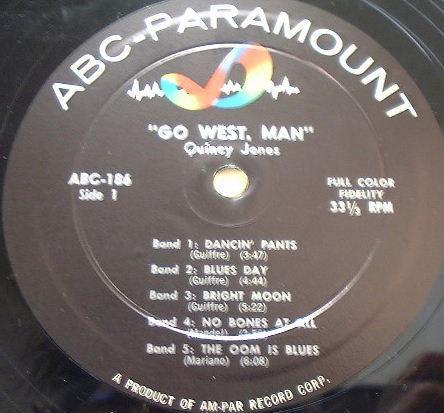 ABC-PARAMOUNT
"GO WEST, MAN"
Quincy Jones
ABC-186
Side 1
FULL COLOR
FIDELITY
33⅓ RPM
Band 1: DANCIN' PANTS
(Guiffre) (3:47)
Band 2: BLUES DAY
(Guiffre) (4:44)
Band 3: BRIGHT MOON
(Guiffre) (5:22)
Band 4: NO BONES AT ALL
(Mandel)
Band 5: THE OOM IS BLUES
(Mariano) (6:08)
A PRODUCT OF AM-PAR RECORD CORP.